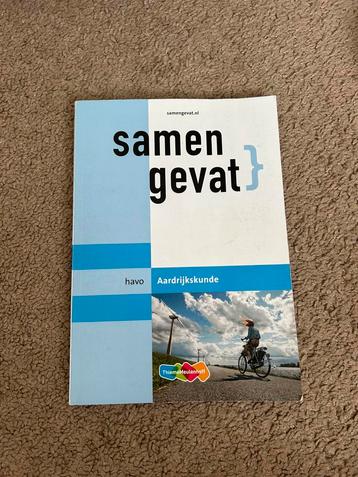 samengevat.nl
samen
gevat}
havo Aardrijkskunde
ThiemeMeulenhoff